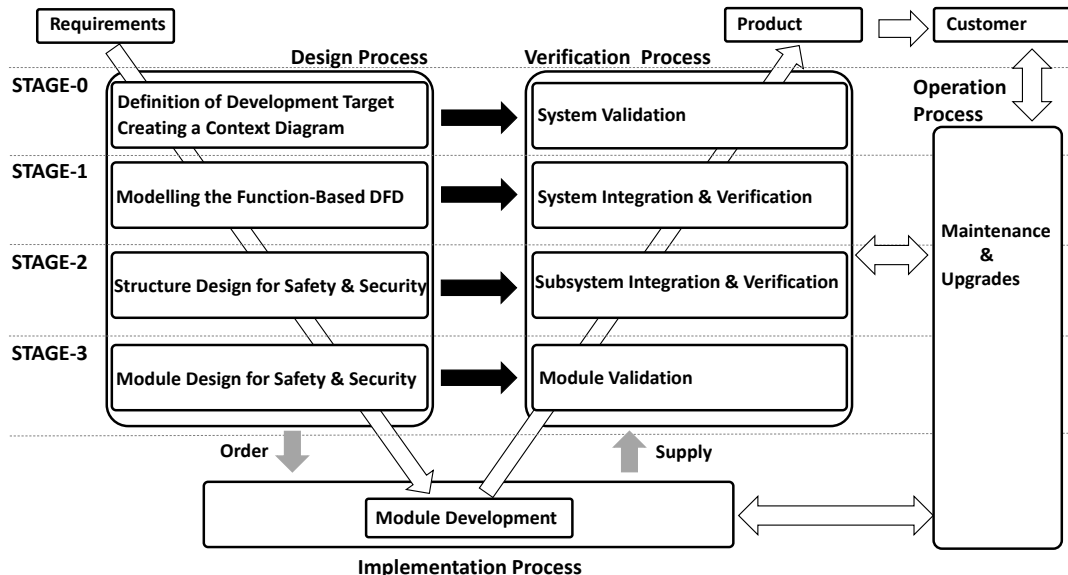 Requirements
Product
Customer
Design Process
Verification Process
STAGE-0
Definition of Development Target
Creating a Context Diagram
System Validation
Operation
Process
STAGE-1
Modelling the Function-Based DFD
System Integration & Verification
Maintenance
&
Upgrades
STAGE-2
Structure Design for Safety & Security
Subsystem Integration & Verification
STAGE-3
Module Design for Safety & Security
Module Validation
Order
Supply
Module Development
Implementation Process